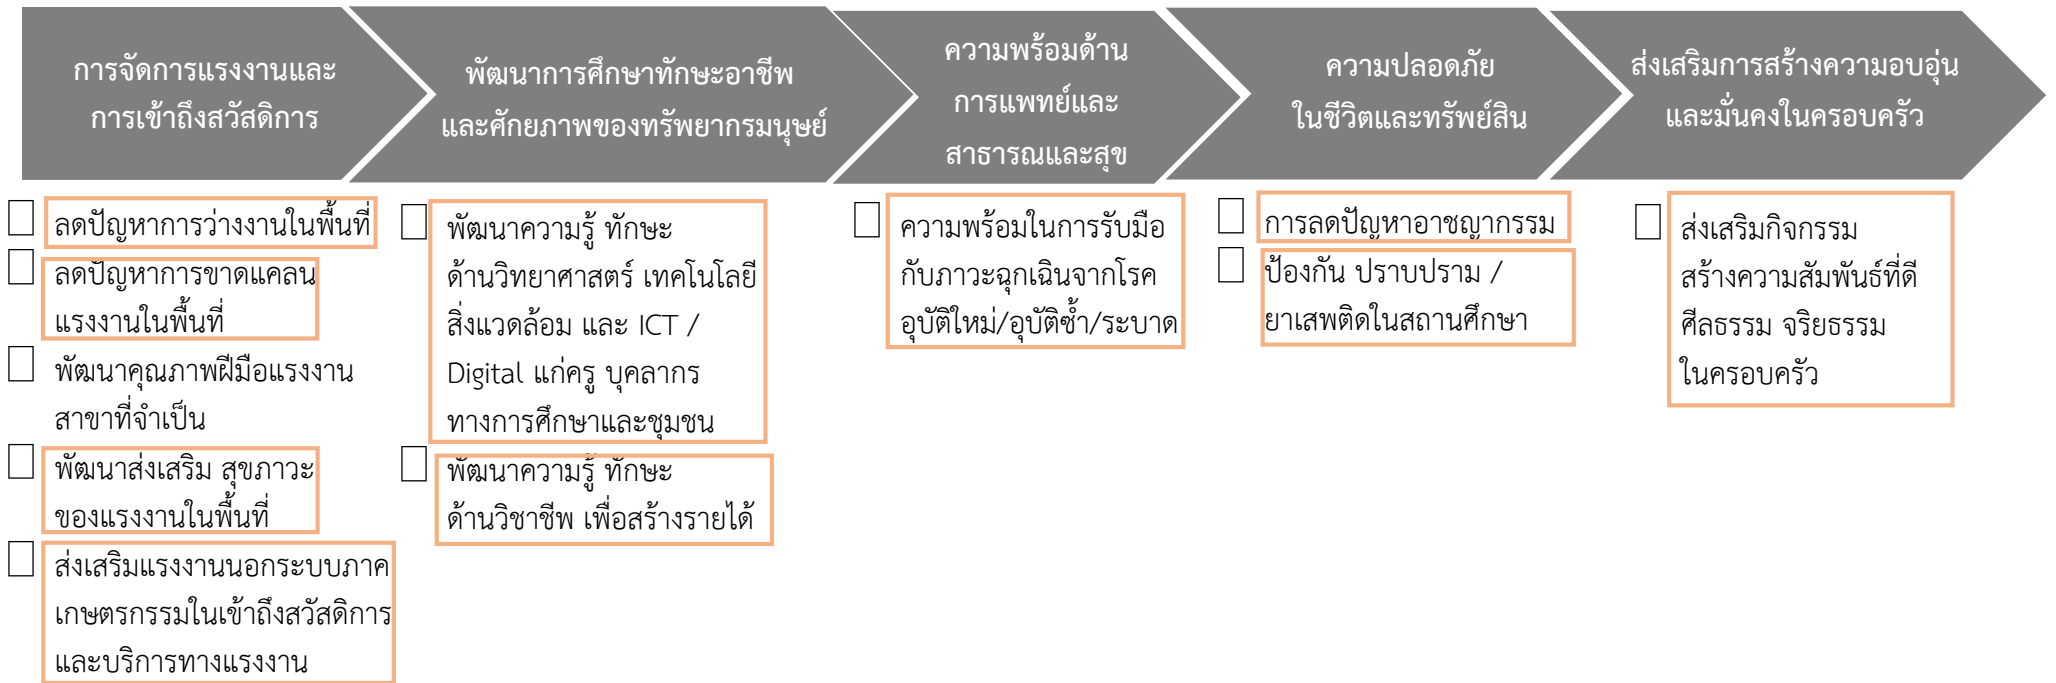 การจัดการแรงงานและ
การเข้าถึงสวัสดิการ
พัฒนาการศึกษาทักษะอาชีพ
และศักยภาพของทรัพยากรมนุษย์
ความพร้อมด้าน
การแพทย์และ
สาธารณและสุข
ความปลอดภัย
ในชีวิตและทรัพย์สิน
ส่งเสริมการสร้างความอบอุ่น
และมั่นคงในครอบครัว
ลดปัญหาการว่างงานในพื้นที่
ลดปัญหาการขาดแคลน
แรงงานในพื้นที่
พัฒนาคุณภาพฝีมือแรงงาน
สาขาที่จำเป็น
พัฒนาส่งเสริม สุขภาวะ
ของแรงงานในพื้นที่
ส่งเสริมแรงงานนอกระบบภาค
เกษตรกรรมในเข้าถึงสวัสดิการ
และบริการทางแรงงาน
พัฒนาความรู้ ทักษะ
ด้านวิทยาศาสตร์ เทคโนโลยี
สิ่งแวดล้อม และ ICT /
Digital แก่ครู บุคลากร
ทางการศึกษาและชุมชน
พัฒนาความรู้ ทักษะ
ด้านวิชาชีพ เพื่อสร้างรายได้
ความพร้อมในการรับมือ
กับภาวะฉุกเฉินจากโรค
อุบัติใหม่/อุบัติซ้ำ/ระบาด
การลดปัญหาอาชญากรรม
ป้องกัน ปราบปราม /
ยาเสพติดในสถานศึกษา
ส่งเสริมกิจกรรม
สร้างความสัมพันธ์ที่ดี
ศีลธรรม จริยธรรม
ในครอบครัว